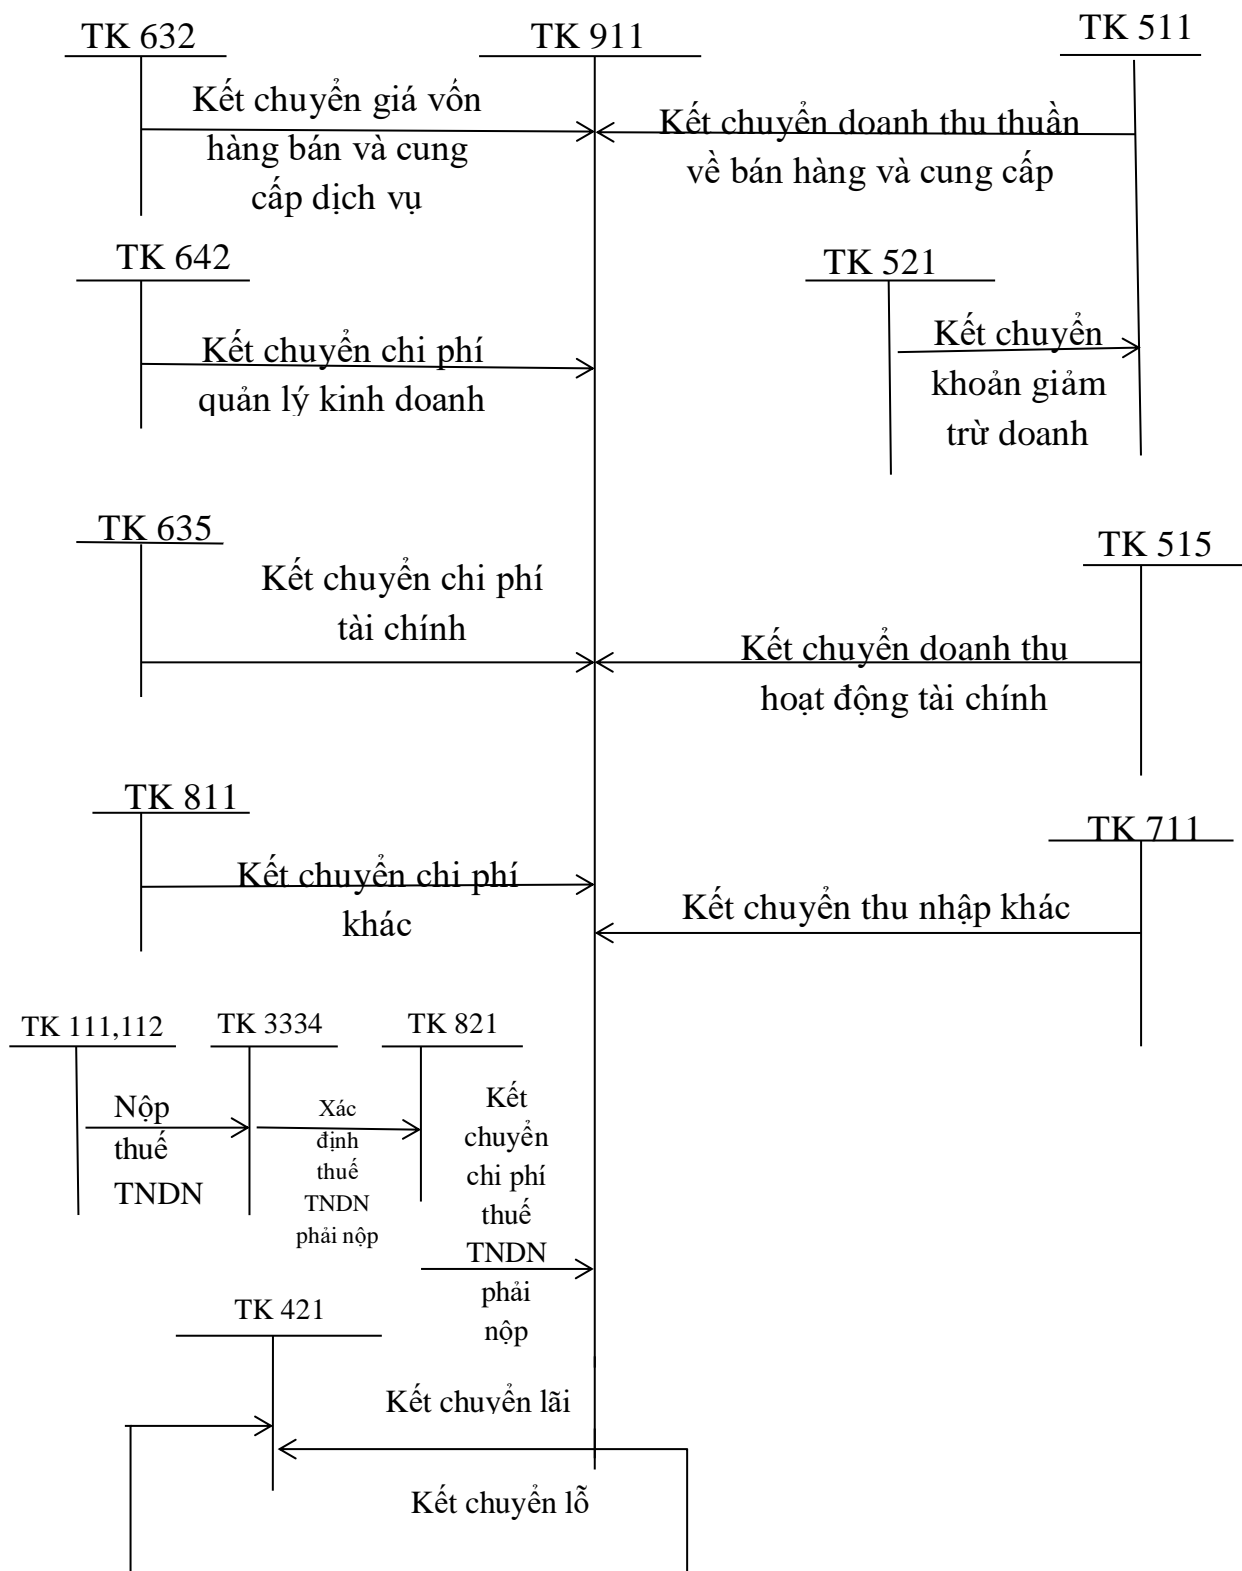 TK 632
TK 911
TK 511
Kết chuyển giá vốn
hàng bán và cung
cấp dịch vụ
Kết chuyển doanh thu thuần
về bán hàng và cung cấp
TK 642
TK 521
Kết chuyển chi phí
quản lý kinh doanh
Kết chuyển
khoản giảm
trừ doanh
TK 635
TK 515
Kết chuyển chi phí
tài chính
Kết chuyển doanh thu
hoạt động tài chính
TK 811
TK 711
Kết chuyển chi phí
khác
Kết chuyển thu nhập khác
TK 111,112
TK 3334
TK 821
Nộp
thuế
TNDN
Xác
định
thuế
TNDN
phải nộp
Kết
chuyển
chi phí
thuế
TNDN
phải
nộp
TK 421
Kết chuyển lãi
Kết chuyển lỗ